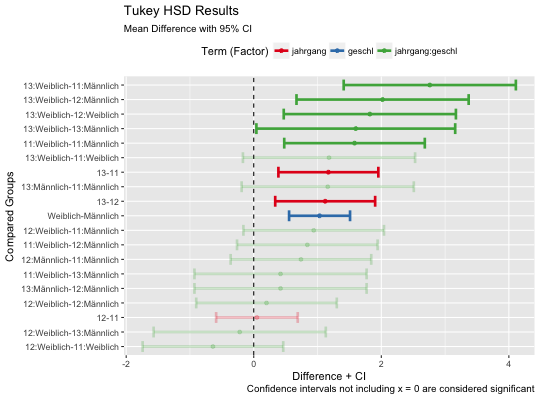 Tukey HSD Results
Mean Difference with 95% CI
Term (Factor) jahrgang geschl jahrgang:geschl
Compared Groups
13:Weiblich-11:Männlich
13:Weiblich-12:Männlich
13:Weiblich-12:Weiblich
13:Weiblich-13:Männlich
11:Weiblich-11:Männlich
13:Weiblich-11:Weiblich
13-11
13:Männlich-11:Männlich
13-12
Weiblich-Männlich
12:Weiblich-11:Männlich
11:Weiblich-12:Männlich
12:Männlich-11:Männlich
11:Weiblich-13:Männlich
13:Männlich-12:Männlich
12:Weiblich-12:Männlich
12-11
12:Weiblich-13:Männlich
12:Weiblich-11:Weiblich
-2 0 2 4
Difference + CI
Confidence intervals not including x = 0 are considered significant